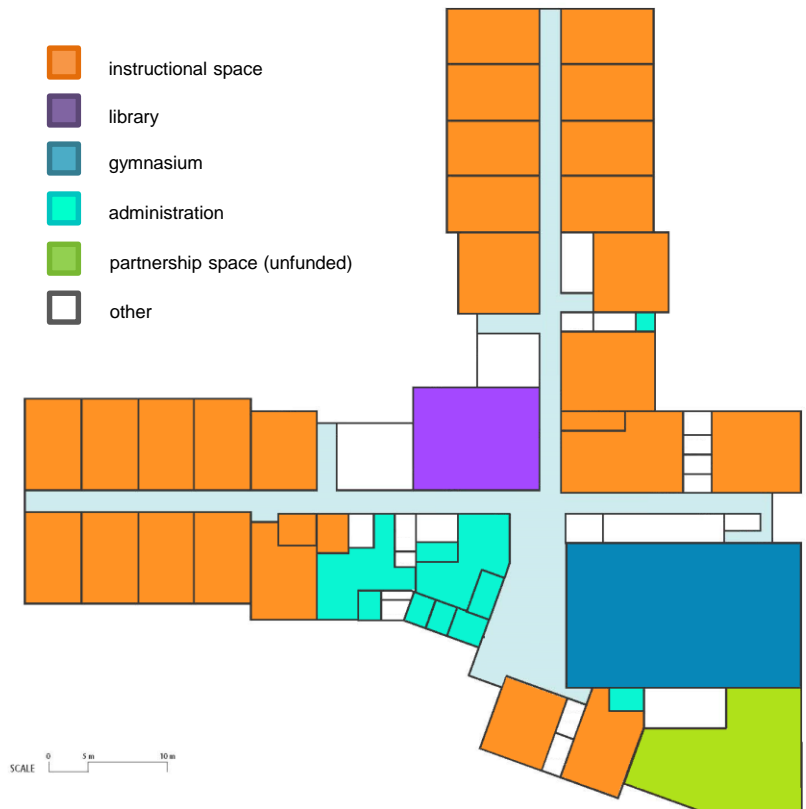 instructional space
library
gymnasium
administration
partnership space (unfunded)
other
SCALE 0 5 m 10 m